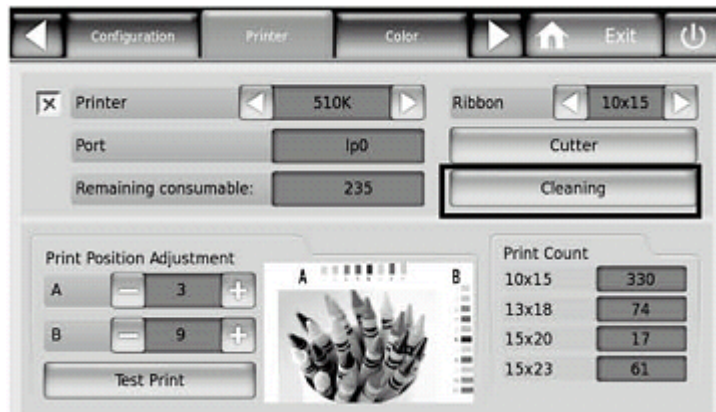 Configuration Printer Color Exit
Printer 510K Ribbon 10x15
Port lp0 Cutter
Remaining consumable: 235 Cleaning
Print Position Adjustment
A 3
B 9
Test Print
A B
Print Count
10x15 330
13x18 74
15x20 17
15x23 61